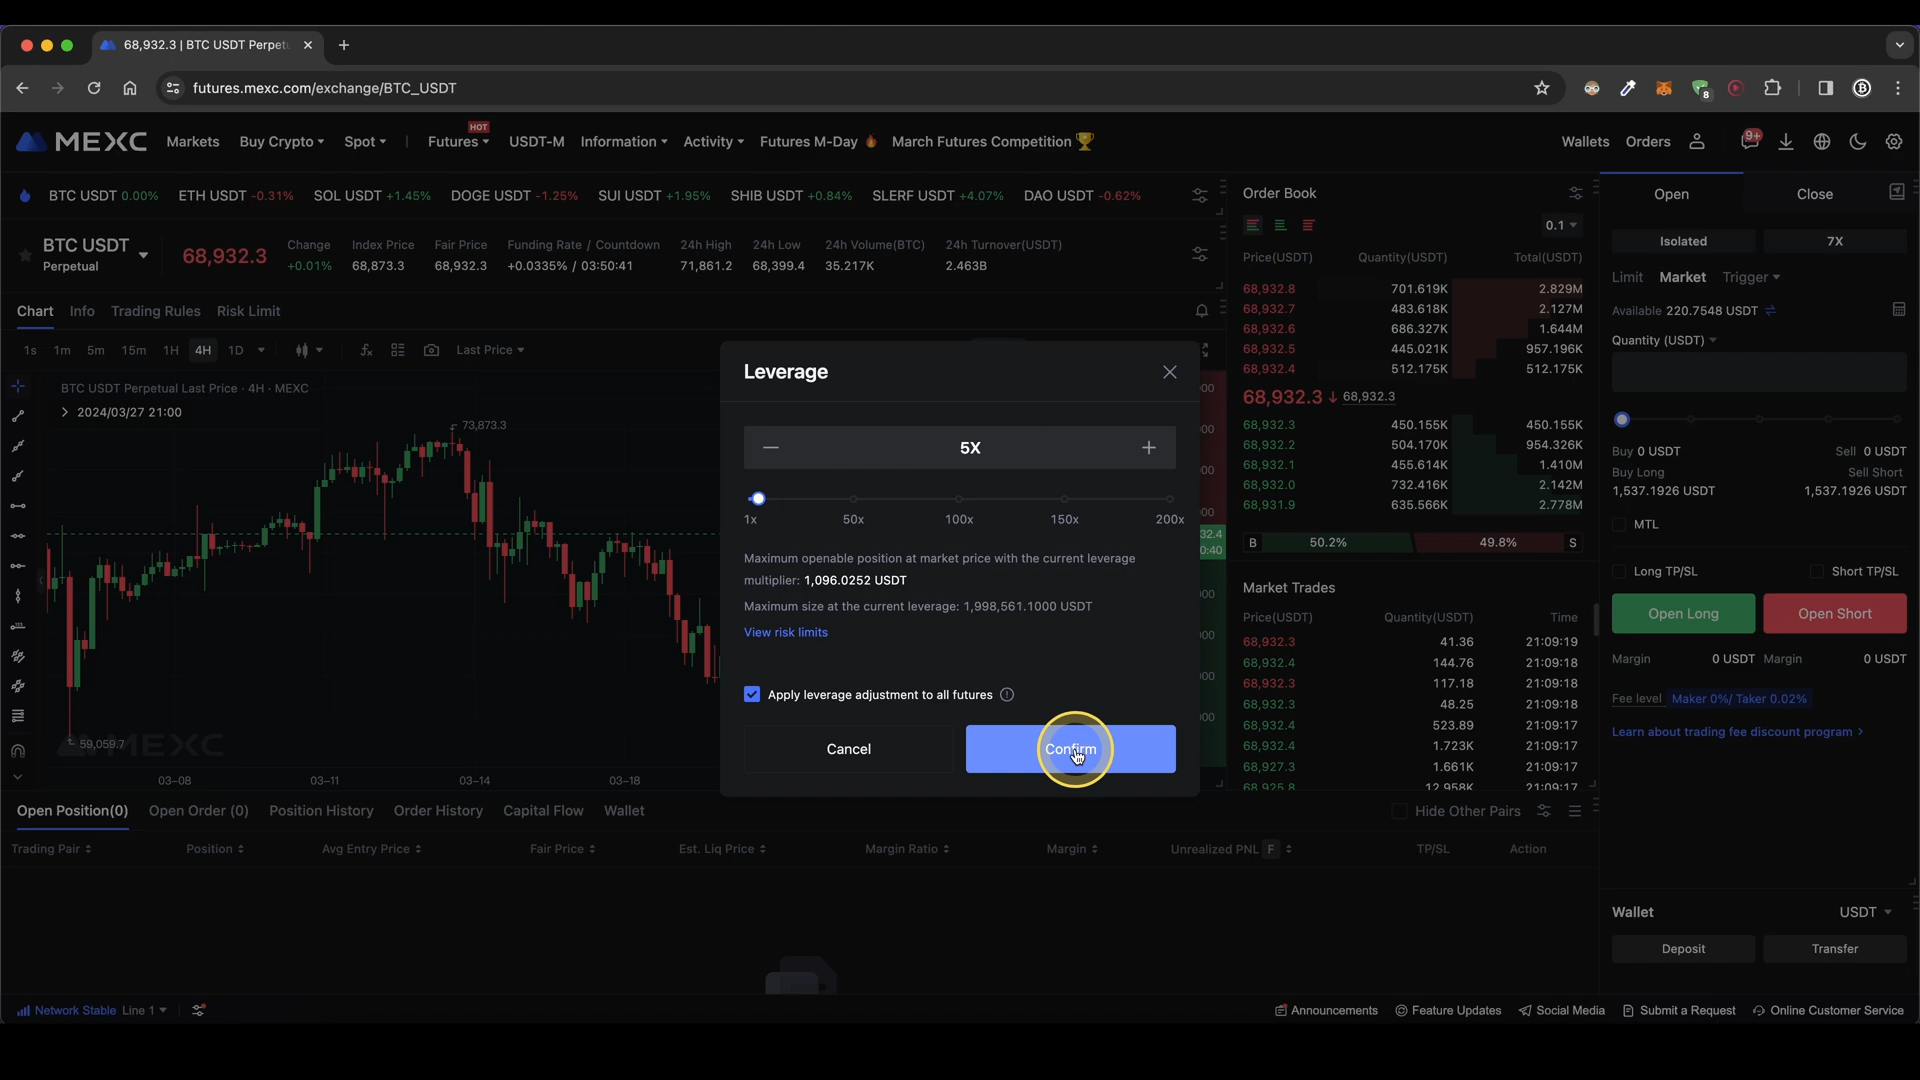 68,932.3 | BTC USDT Perpet
futures.mexc.com/exchange/BTC_USDT
8
MEXC Markets Buy Crypto Spot | Futures HOT USDT-M Information Activity Futures M-Day March Futures Competition Wallets Orders 9+
BTC USDT 0.00% ETH USDT -0.31% SOL USDT +1.45% DOGE USDT -1.25% SUI USDT +1.95% SHIB USDT +0.84% SLERF USDT +4.07% DAO USDT -0.62%
BTC USDT
Perpetual
68,932.3
Change Index Price Fair Price Funding Rate / Countdown 24h High 24h Low 24h Volume(BTC) 24h Turnover(USDT)
+0.01% 68,873.3 68,932.3 +0.0335% / 03:50:41 71,861.2 68,399.4 35.217K 2.463B
Chart Info Trading Rules Risk Limit
1s 1m 5m 15m 1H 4H 1D Last Price
BTC USDT Perpetual Last Price · 4H · MEXC
2024/03/27 21:00
73,873.3
59,059.7
MEXC
03-08 03-11 03-14 03-18
Leverage
5X
1x 50x 100x 150x 200x
Maximum openable position at market price with the current leverage
multiplier: 1,096.0252 USDT
Maximum size at the current leverage: 1,998,561.1000 USDT
View risk limits
Apply leverage adjustment to all futures
Cancel Confirm
Order Book
0.1
Price(USDT) Quantity(USDT) Total(USDT)
68,932.8 701.619K 2.829M
68,932.7 483.618K 2.127M
68,932.6 686.327K 1.644M
68,932.5 445.021K 957.196K
68,932.4 512.175K 512.175K
68,932.3 ↓ 68,932.3
68,932.3 450.155K 450.155K
68,932.2 504.170K 954.326K
68,932.1 455.614K 1.410M
68,932.0 732.416K 2.142M
68,931.9 635.566K 2.778M
B 50.2% 49.8% S
Market Trades
Price(USDT) Quantity(USDT) Time
68,932.3 41.36 21:09:19
68,932.4 144.76 21:09:18
68,932.3 117.18 21:09:18
68,932.3 48.25 21:09:18
68,932.4 523.89 21:09:17
68,932.4 1.723K 21:09:17
68,927.3 1.661K 21:09:17
68,925.8 12.958K 21:09:17
Open Close
Isolated 7X
Limit Market Trigger
Available 220.7548 USDT
Quantity (USDT)
Buy 0 USDT Sell 0 USDT
Buy Long Sell Short
1,537.1926 USDT 1,537.1926 USDT
MTL
Long TP/SL Short TP/SL
Open Long Open Short
Margin 0 USDT Margin 0 USDT
Fee level Maker 0%/ Taker 0.02%
Learn about trading fee discount program >
Open Position(0) Open Order (0) Position History Order History Capital Flow Wallet Hide Other Pairs
Trading Pair Position Avg Entry Price Fair Price Est. Liq Price Margin Ratio Margin Unrealized PNL F TP/SL Action
Wallet USDT
Deposit Transfer
Network Stable Line 1 Announcements Feature Updates Social Media Submit a Request Online Customer Service